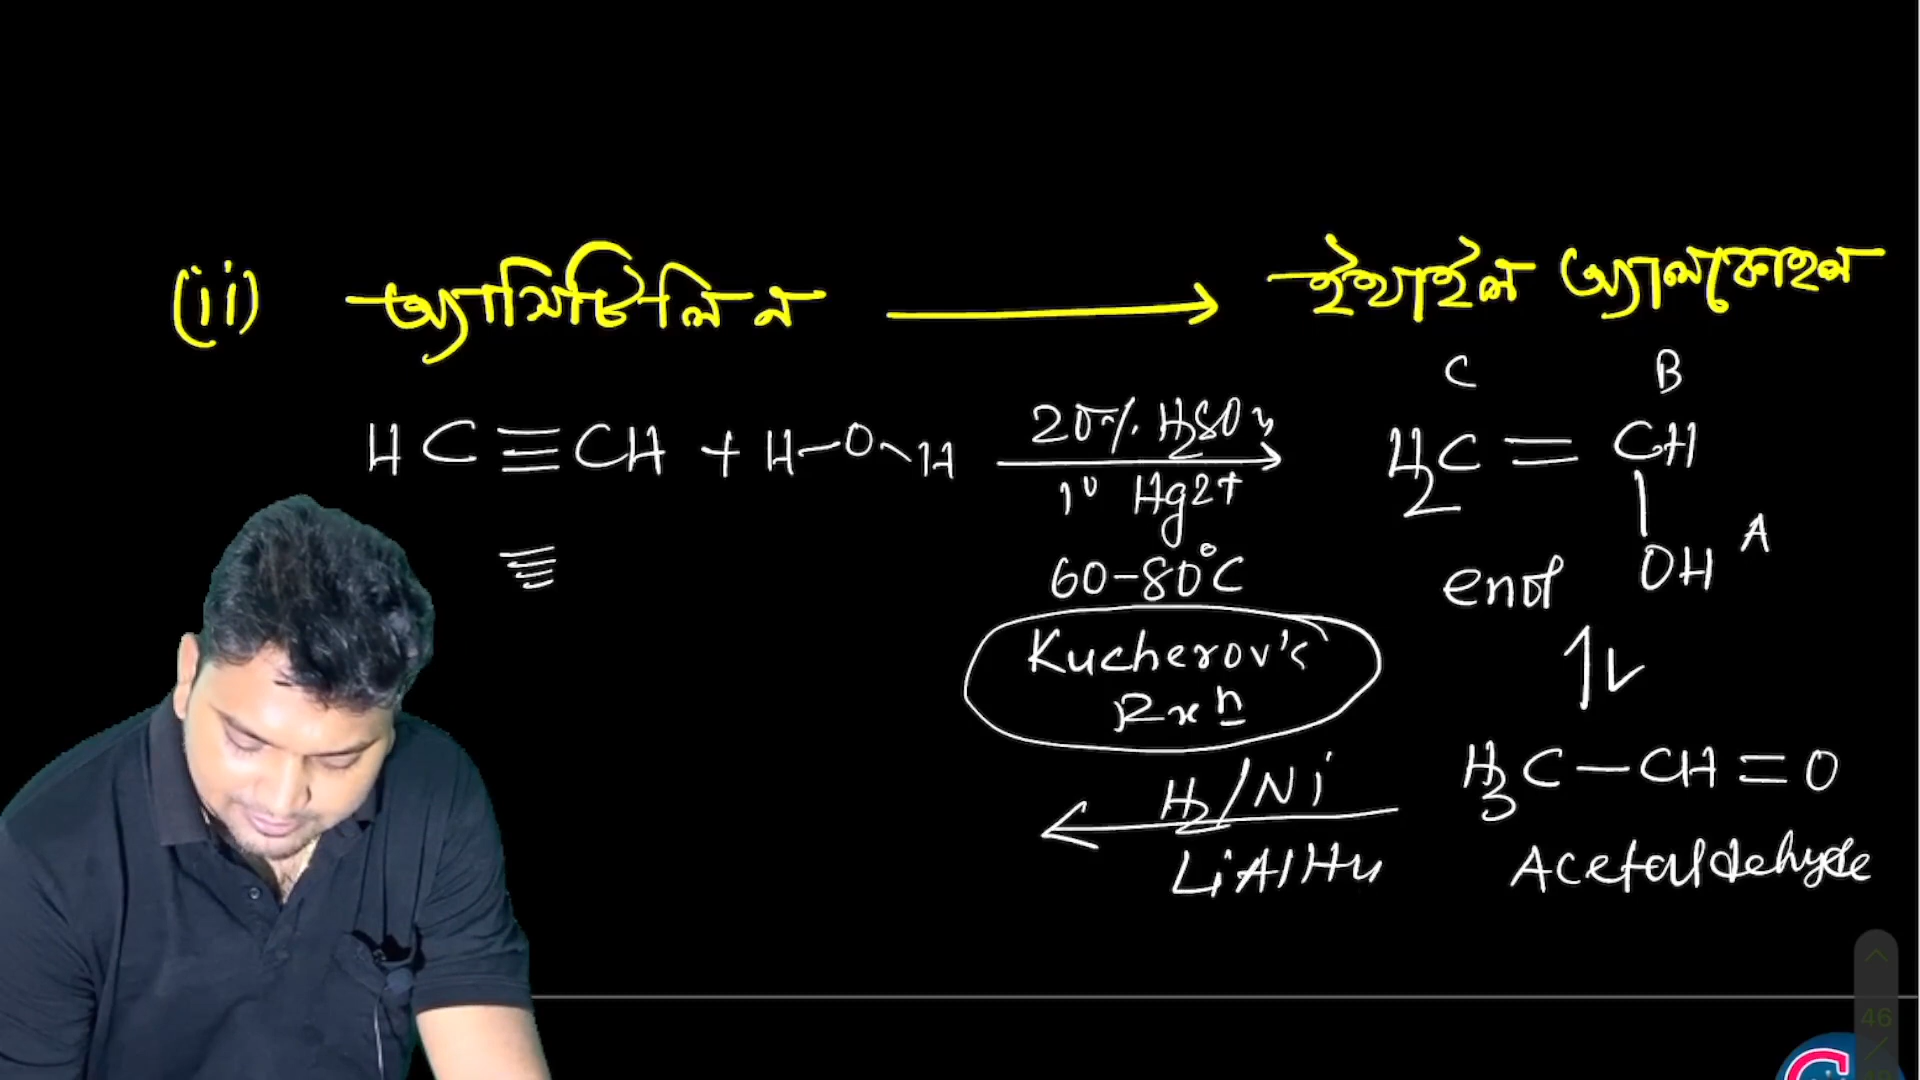 (ii) অ্যাসিটিলিন ⟶ ইথাইল অ্যালকোহল
C B
HC≡CH + H-O-H 20% H2SO4 H2C = CH
1% Hg2+
OH A
60-80°C enol
Kucherov's
Rxn
H2/Ni H3C-CH=O
LiAlH4 Acetaldehyde
46